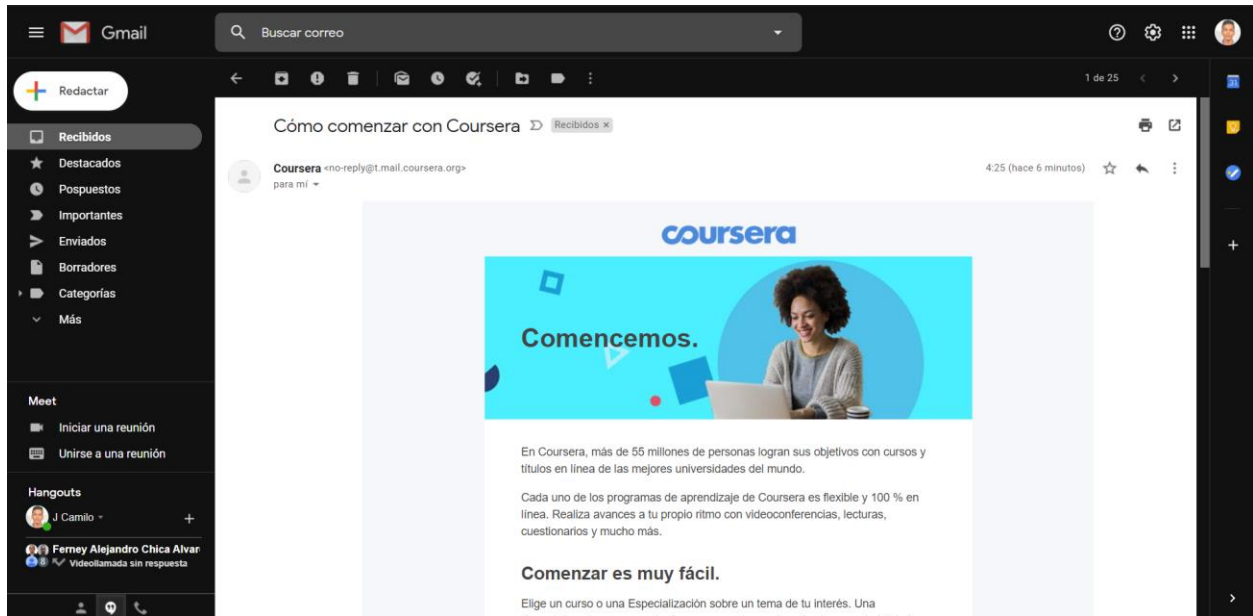 Gmail
Buscar correo
Redactar
1 de 25
Recibidos
Destacados
Pospuestos
Importantes
Enviados
Borradores
Categorías
Más
Meet
Iniciar una reunión
Unirse a una reunión
Hangouts
J Camilo
Ferney Alejandro Chica Alvar
Videollamada sin respuesta
Cómo comenzar con Coursera Recibidos ×
Coursera <no-reply@t.mail.coursera.org>
4:25 (hace 6 minutos)
para mí
coursera
Comencemos.
En Coursera, más de 55 millones de personas logran sus objetivos con cursos y
títulos en línea de las mejores universidades del mundo.
Cada uno de los programas de aprendizaje de Coursera es flexible y 100 % en
línea. Realiza avances a tu propio ritmo con videoconferencias, lecturas,
cuestionarios y mucho más.
Comenzar es muy fácil.
Elige un curso o una Especialización sobre un tema de tu interés. Una
31